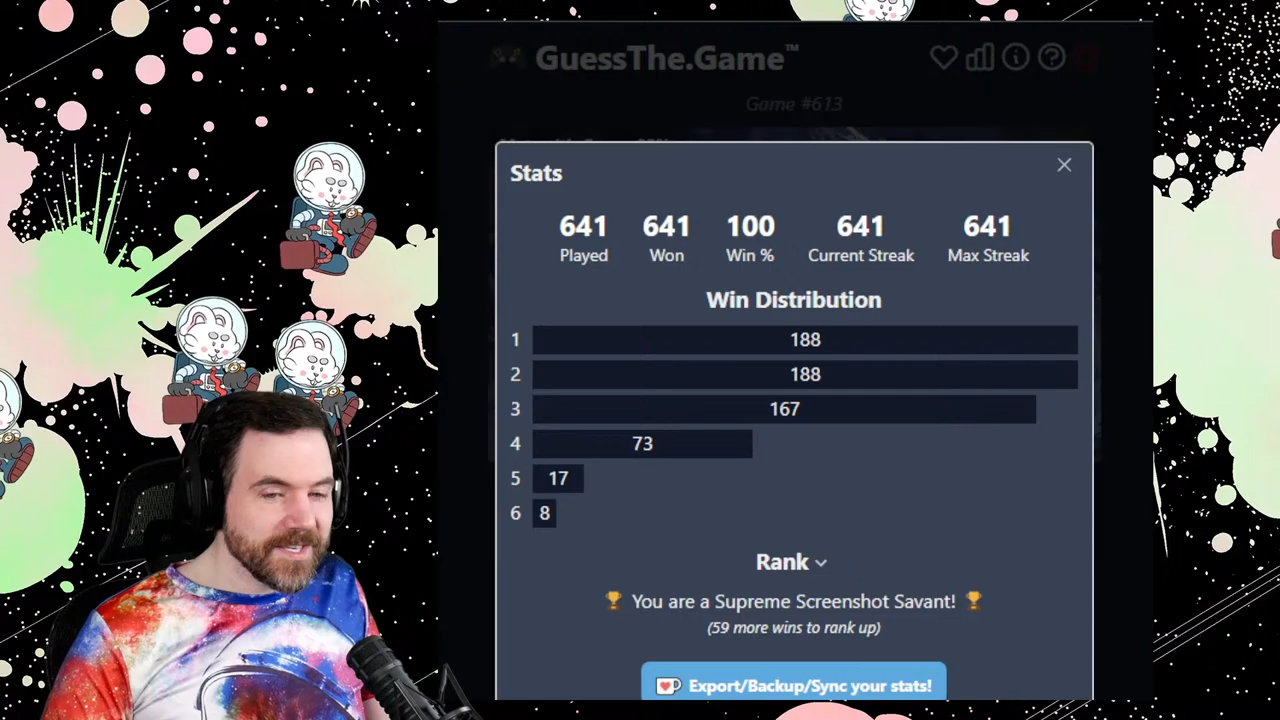 GuessThe.Game™
Game #613
Stats
641 641 100 641 641
Played Won Win % Current Streak Max Streak
Win Distribution
1 188
2 188
3 167
4 73
5 17
6 8
Rank
You are a Supreme Screenshot Savant!
(59 more wins to rank up)
Export/Backup/Sync your stats!